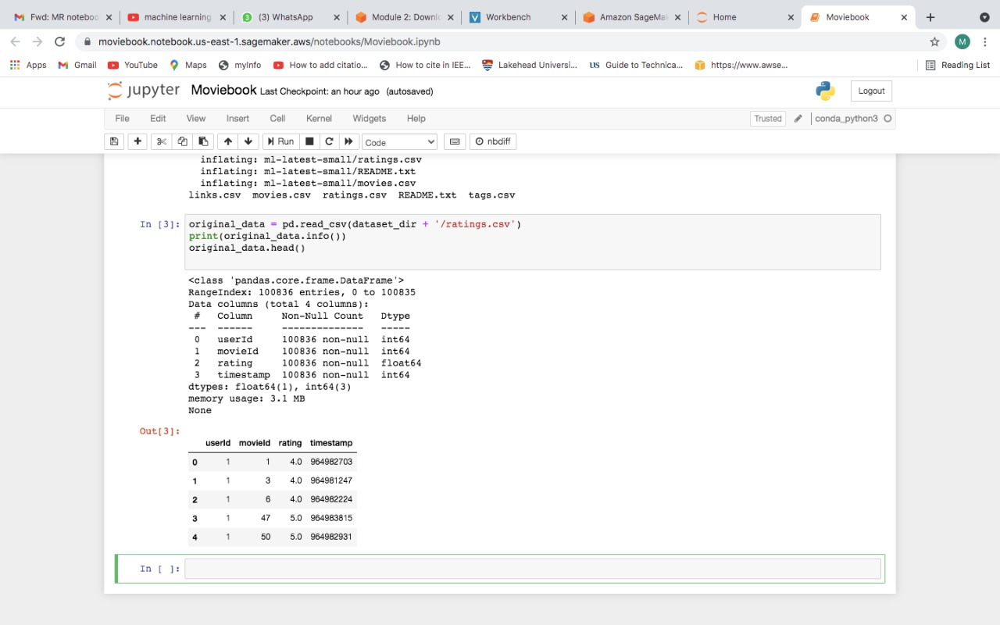 Fwd: MR noteboo
machine learning
(3) WhatsApp
Module 2: Downlo
Workbench
Amazon SageMak
Home
Moviebook
moviebook.notebook.us-east-1.sagemaker.aws/notebooks/Moviebook.ipynb
M
Apps
Gmail
YouTube
Maps
myInfo
How to add citatio...
How to cite in IEE...
Lakehead Universi...
US Guide to Technica...
https://www.awse...
Reading List
jupyter Moviebook Last Checkpoint: an hour ago (autosaved)
Logout
File Edit View Insert Cell Kernel Widgets Help
Trusted
conda_python3
Run
Code
nbdiff
inflating: ml-latest-small/ratings.csv
inflating: ml-latest-small/README.txt
inflating: ml-latest-small/movies.csv
links.csv movies.csv ratings.csv README.txt tags.csv
In [3]: original_data = pd.read_csv(dataset_dir + '/ratings.csv')
print(original_data.info())
original_data.head()
<class 'pandas.core.frame.DataFrame'>
RangeIndex: 100836 entries, 0 to 100835
Data columns (total 4 columns):
# Column Non-Null Count Dtype
--- ------ -------------- -----
0 userId 100836 non-null int64
1 movieId 100836 non-null int64
2 rating 100836 non-null float64
3 timestamp 100836 non-null int64
dtypes: float64(1), int64(3)
memory usage: 3.1 MB
None
Out[3]:
userId movieId rating timestamp
0 1 1 4.0 964982703
1 1 3 4.0 964981247
2 1 6 4.0 964982224
3 1 47 5.0 964983815
4 1 50 5.0 964982931
In [ ]: